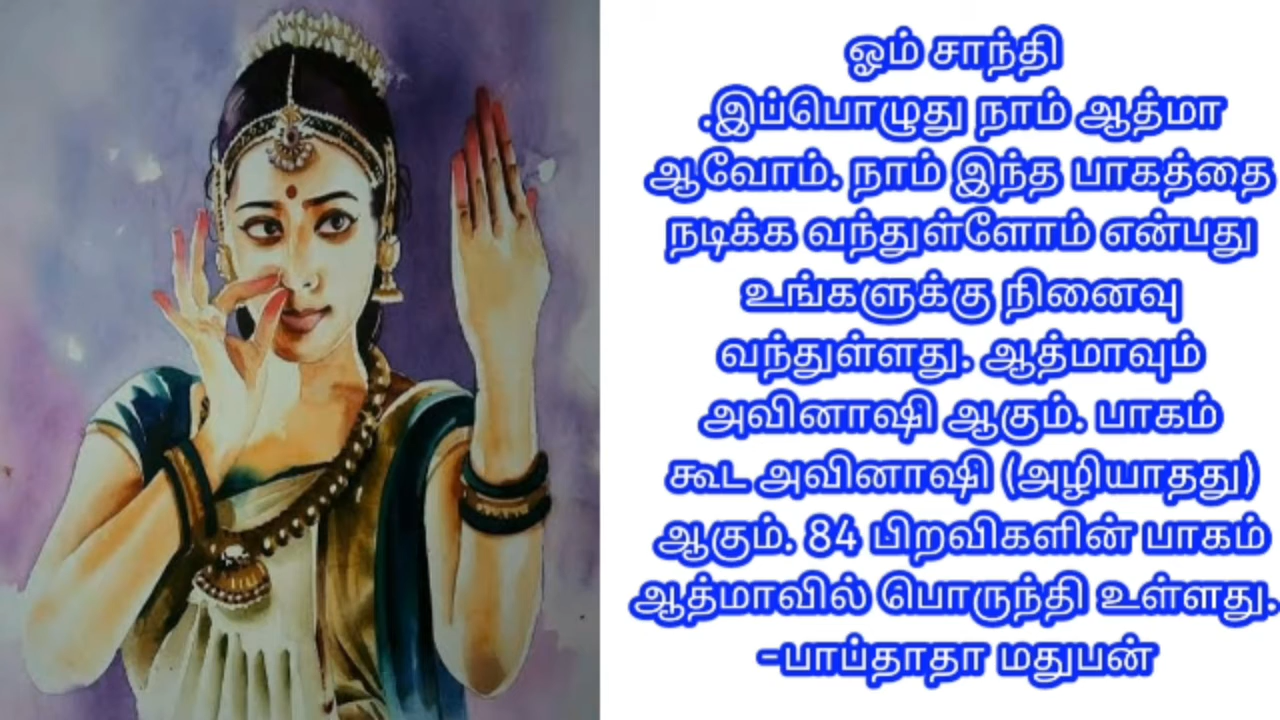 ஓம் சாந்தி
.இப்பொழுது நாம் ஆத்மா
ஆவோம். நாம் இந்த பாகத்தை
நடிக்க வந்துள்ளோம் என்பது
உங்களுக்கு நினைவு
வந்துள்ளது. ஆத்மாவும்
அவினாஷி ஆகும். பாகம்
கூட அவினாஷி (அழியாதது)
ஆகும். 84 பிறவிகளின் பாகம்
ஆத்மாவில் பொருந்தி உள்ளது.
-பாப்தாதா மதுபன்